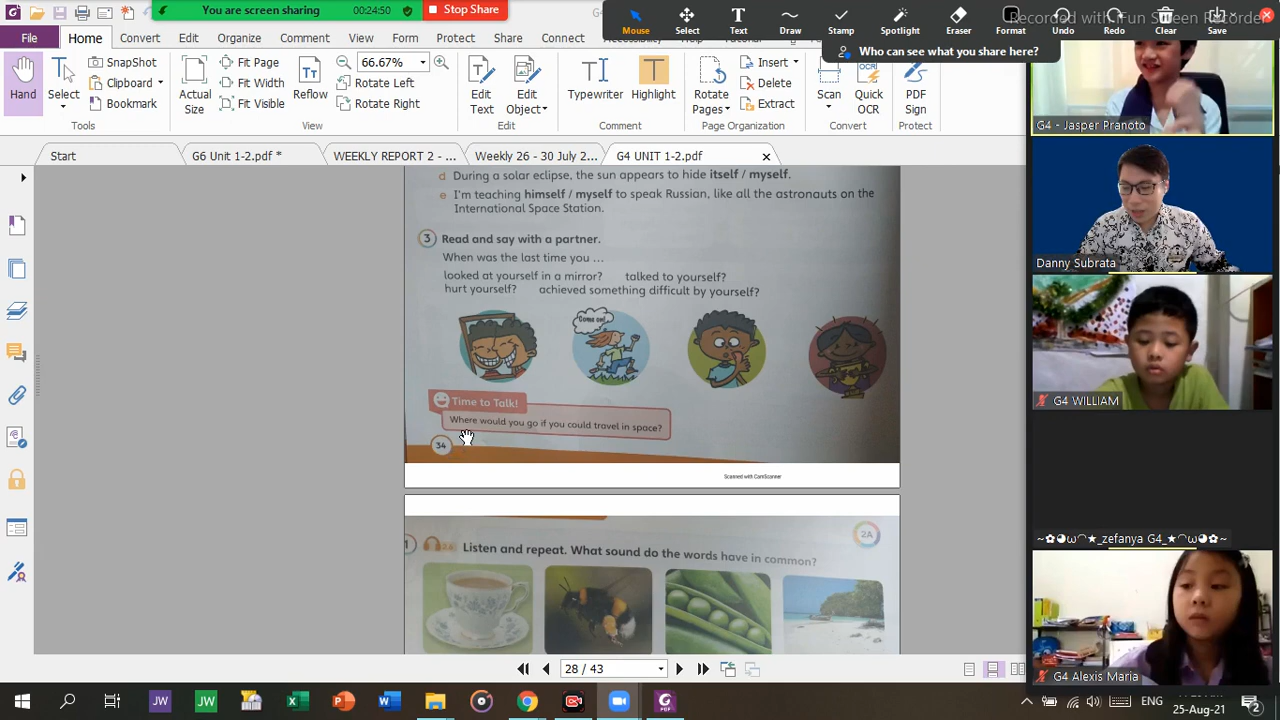 You are screen sharing
00:24:50
Stop Share
Mouse
Select
Text
Draw
Stamp
Spotlight
Eraser
Format
Undo
Redo
Clear
Save
Recorded with iFun Screen Recorder
Who can see what you share here?
File
Home
Convert
Edit
Organize
Comment
View
Form
Protect
Share
Connect
Accessibility
Help
Tutorial
Hand
Select
SnapShot
Clipboard
Bookmark
Tools
Actual Size
Fit Page
Fit Width
Fit Visible
Reflow
66.67%
Rotate Left
Rotate Right
View
Edit Text
Edit Object
Edit
Typewriter
Highlight
Comment
Rotate Pages
Insert
Delete
Extract
Page Organization
Scan
Quick OCR
Convert
PDF Sign
Protect
Start
G6 Unit 1-2.pdf *
WEEKLY REPORT 2 - ...
Weekly 26 - 30 July 2...
G4 UNIT 1-2.pdf
d During a solar eclipse, the sun appears to hide itself / myself.
e I'm teaching himself / myself to speak Russian, like all the astronauts on the
International Space Station.
3 Read and say with a partner.
When was the last time you ...
looked at yourself in a mirror? talked to yourself?
hurt yourself? achieved something difficult by yourself?
Come on!
Time to Talk!
Where would you go if you could travel in space?
34
Scanned with CamScanner
2A
1 2.6 Listen and repeat. What sound do the words have in common?
28 / 43
G4 - Jasper Pranoto
Danny Subrata
G4 WILLIAM
~✿◕ω◠★_zefanya G4_★◠ω◕✿~
G4 Alexis Maria
JW
JW
ENG
25-Aug-21
2